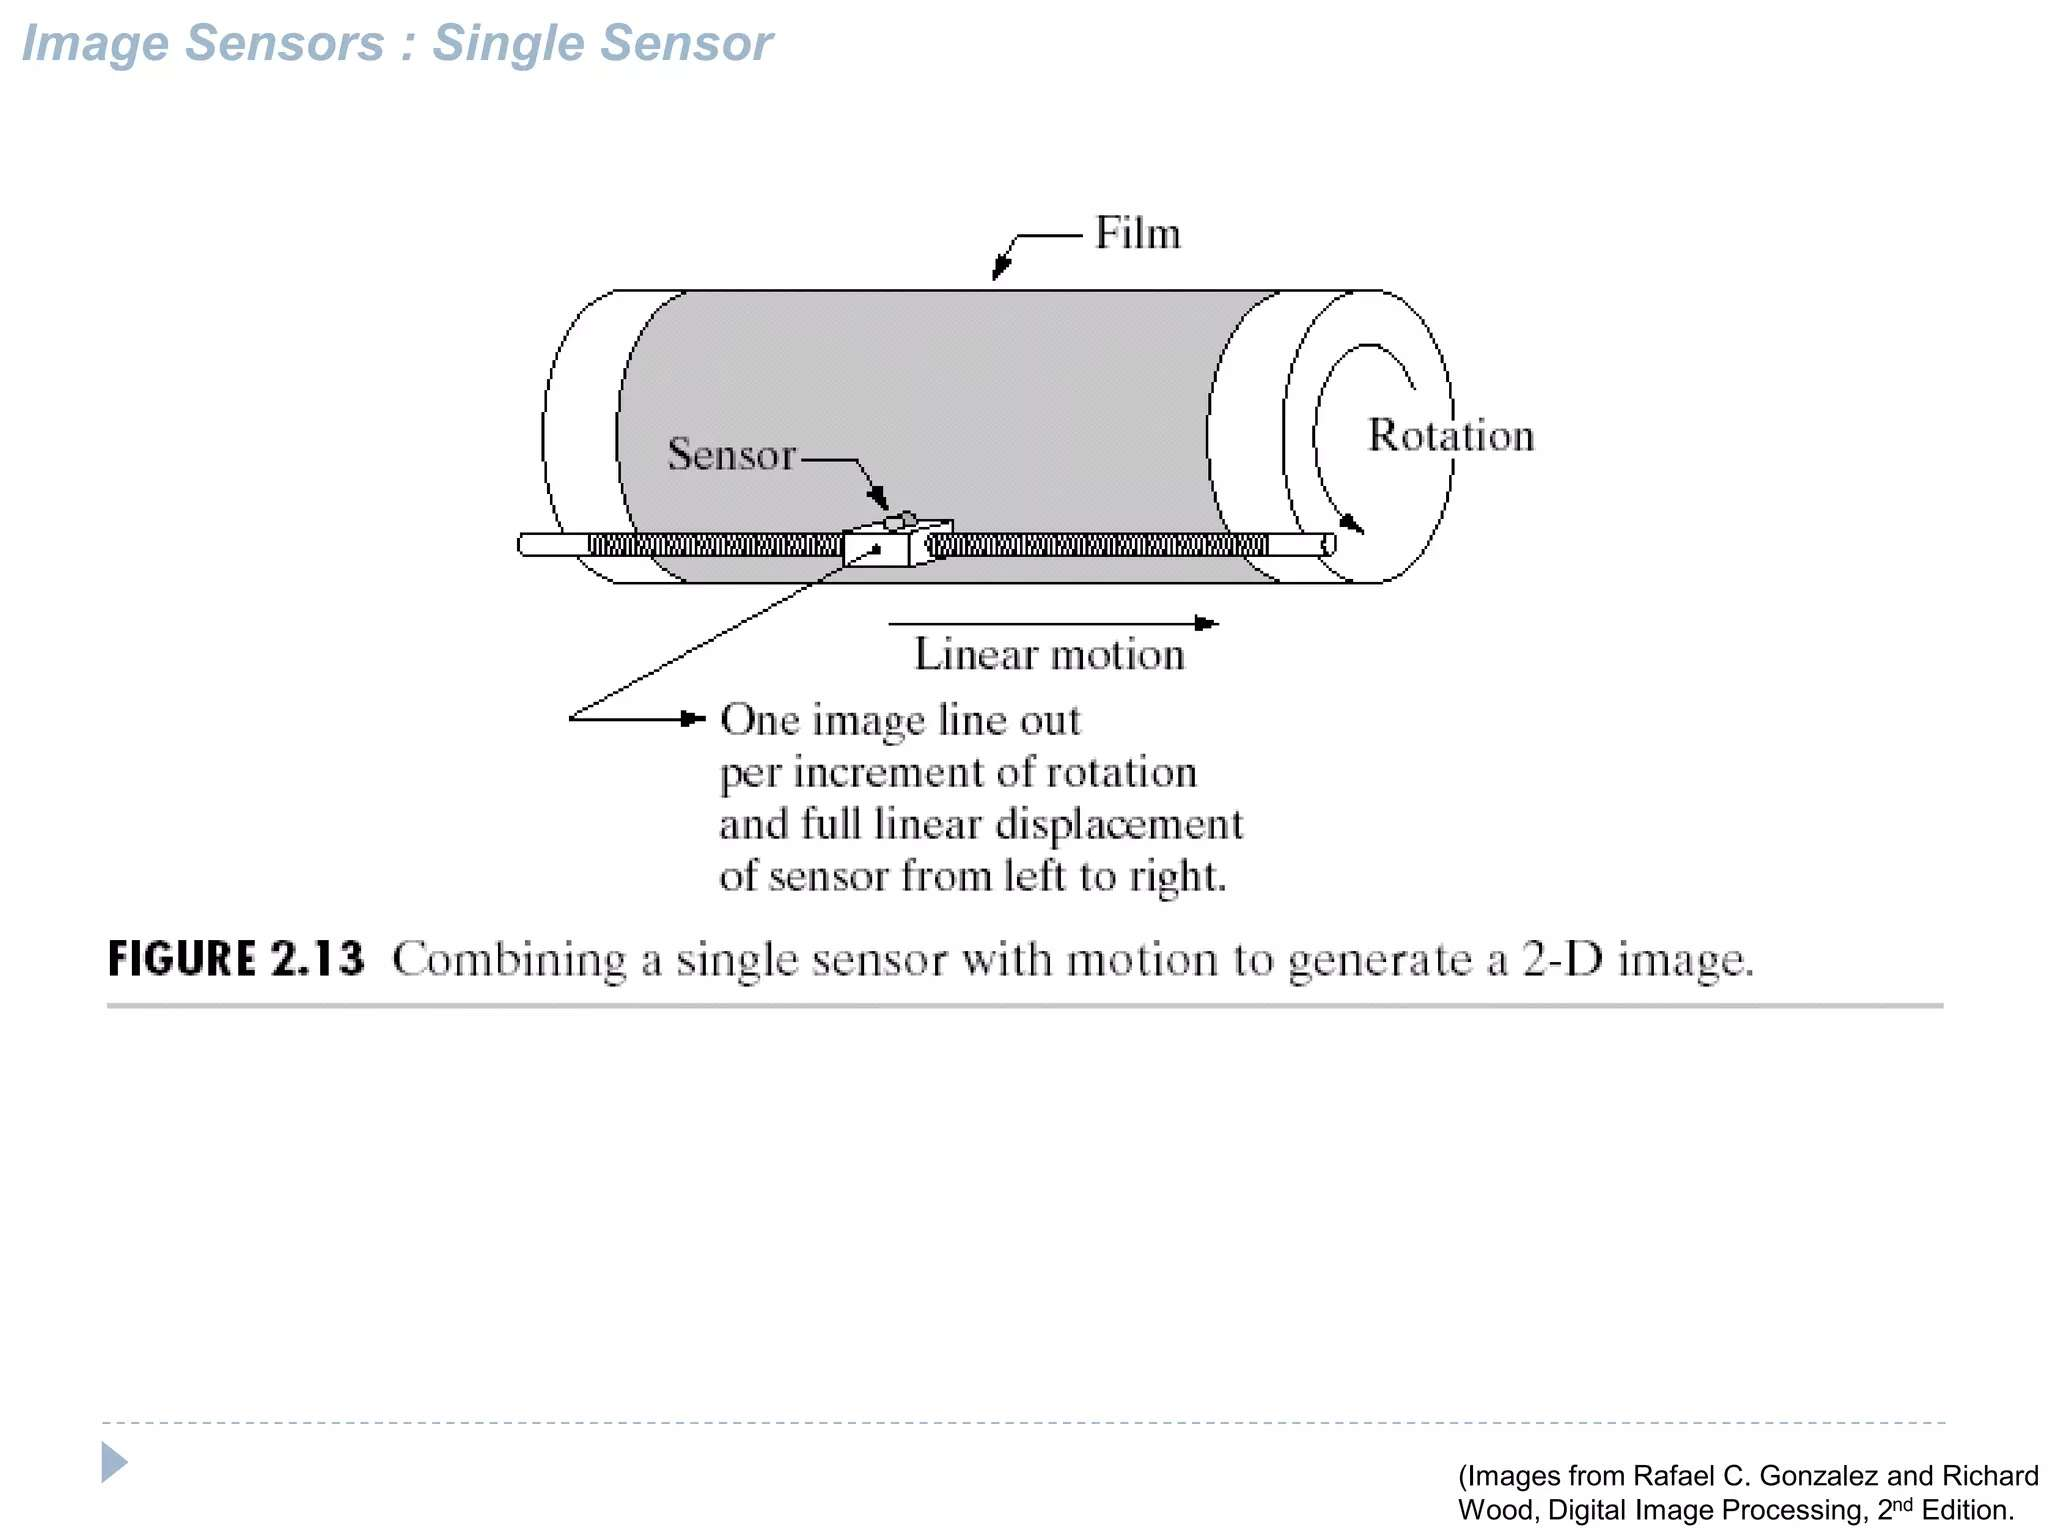 Image Sensors : Single Sensor
Film
Rotation
Sensor
Linear motion
One image line out
per increment of rotation
and full linear displacement
of sensor from left to right.
FIGURE 2.13 Combining a single sensor with motion to generate a 2-D image.
(Images from Rafael C. Gonzalez and Richard
Wood, Digital Image Processing, 2nd Edition.